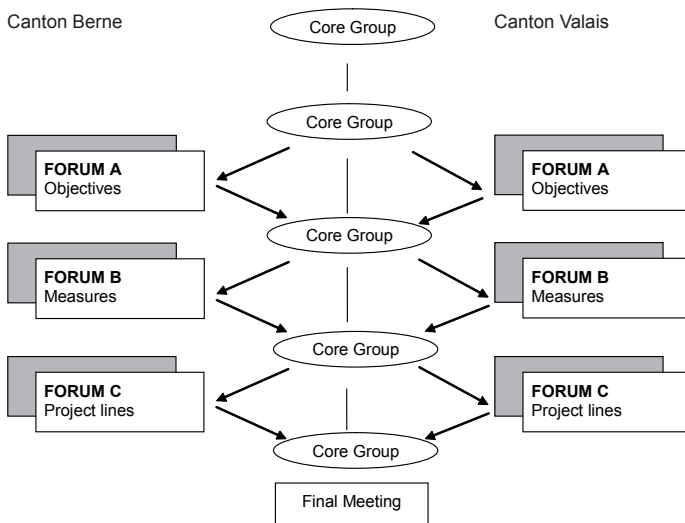 Canton Berne
Core Group
Canton Valais
Core Group
FORUM A
Objectives
FORUM A
Objectives
Core Group
FORUM B
Measures
FORUM B
Measures
Core Group
FORUM C
Project lines
FORUM C
Project lines
Core Group
Final Meeting